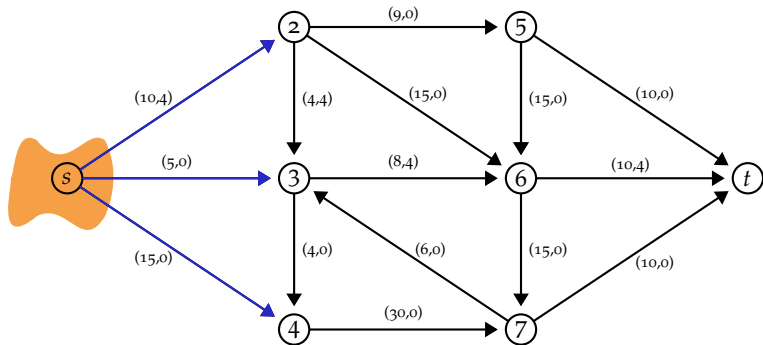 (9,0)
2 5
(10,4) (4,4) (15,0) (15,0) (10,0)
(5,0) (8,4) (10,4)
s 3 6 t
(15,0) (4,0) (6,0) (15,0) (10,0)
(30,0)
4 7